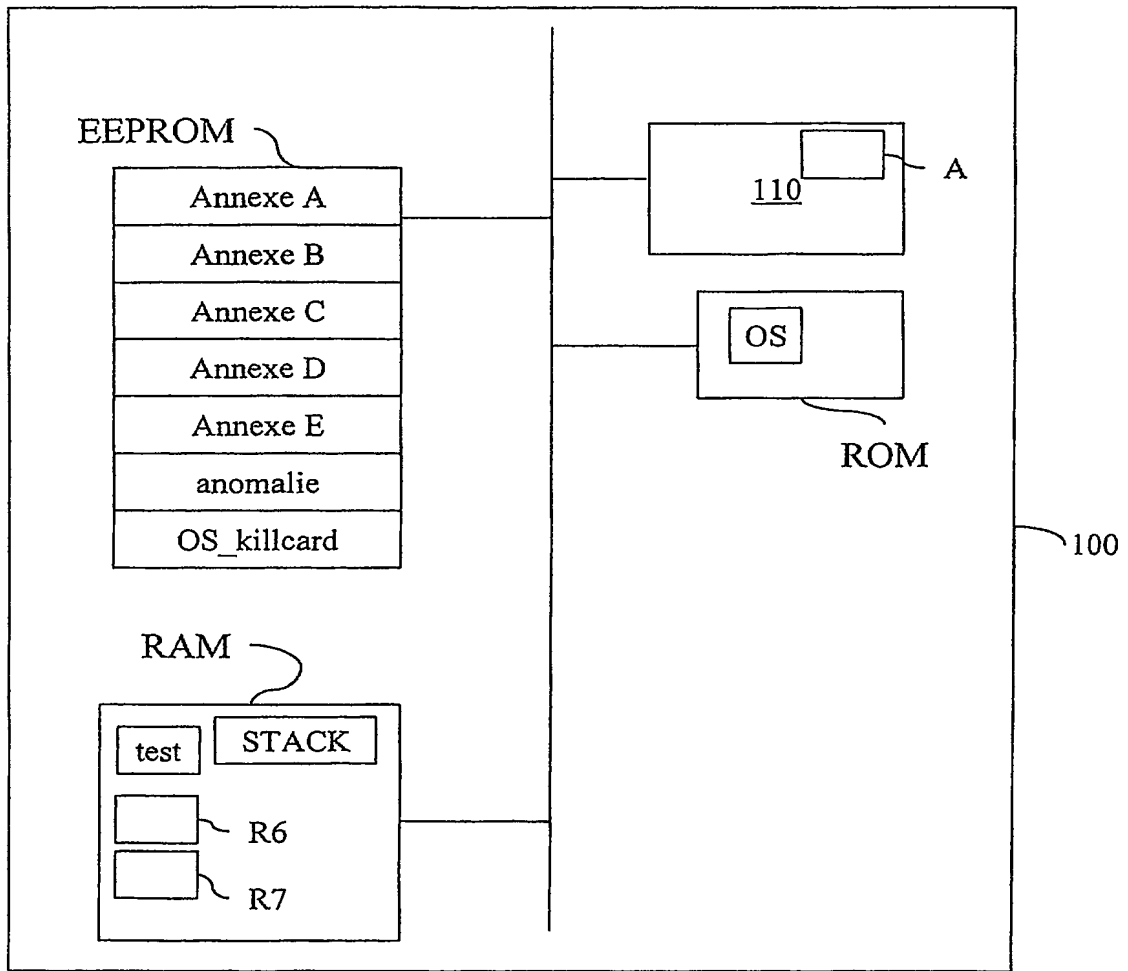 EEPROM
Annexe A
Annexe B
Annexe C
Annexe D
Annexe E
anomalie
OS_killcard
110
A
OS
ROM
100
RAM
test
STACK
R6
R7